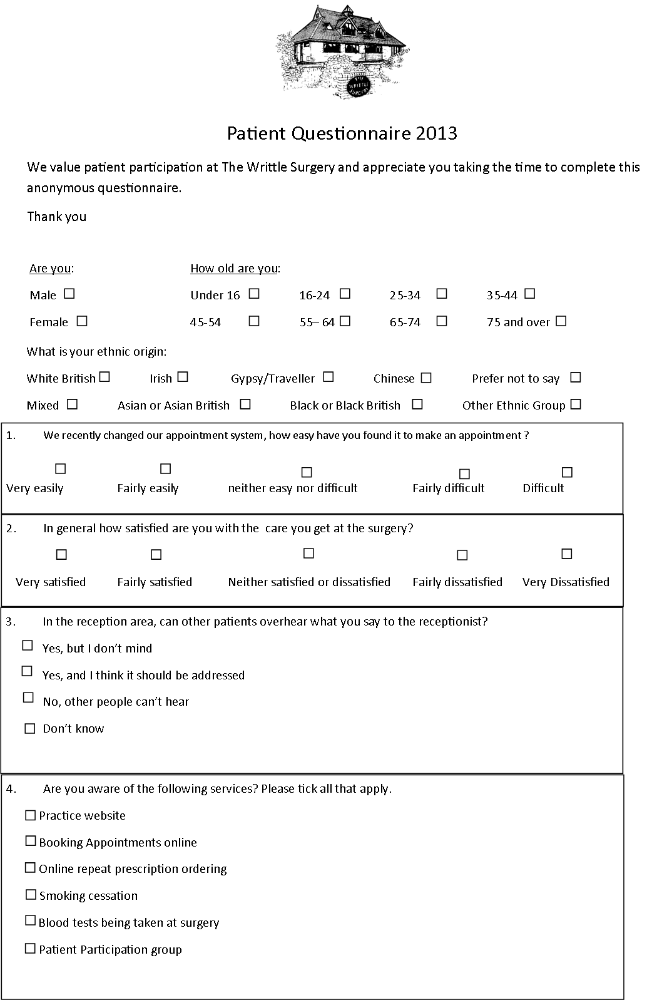 THE
WRITTLE
SURGERY
Patient Questionnaire 2013
We value patient participation at The Writtle Surgery and appreciate you taking the time to complete this
anonymous questionnaire.
Thank you
Are you: How old are you:
Male Under 16 16-24 25-34 35-44
Female 45-54 55– 64 65-74 75 and over
What is your ethnic origin:
White British Irish Gypsy/Traveller Chinese Prefer not to say
Mixed Asian or Asian British Black or Black British Other Ethnic Group
1. We recently changed our appointment system, how easy have you found it to make an appointment ?
Very easily Fairly easily neither easy nor difficult Fairly difficult Difficult
2. In general how satisfied are you with the care you get at the surgery?
Very satisfied Fairly satisfied Neither satisfied or dissatisfied Fairly dissatisfied Very Dissatisfied
3. In the reception area, can other patients overhear what you say to the receptionist?
Yes, but I don’t mind
Yes, and I think it should be addressed
No, other people can’t hear
Don’t know
4. Are you aware of the following services? Please tick all that apply.
Practice website
Booking Appointments online
Online repeat prescription ordering
Smoking cessation
Blood tests being taken at surgery
Patient Participation group